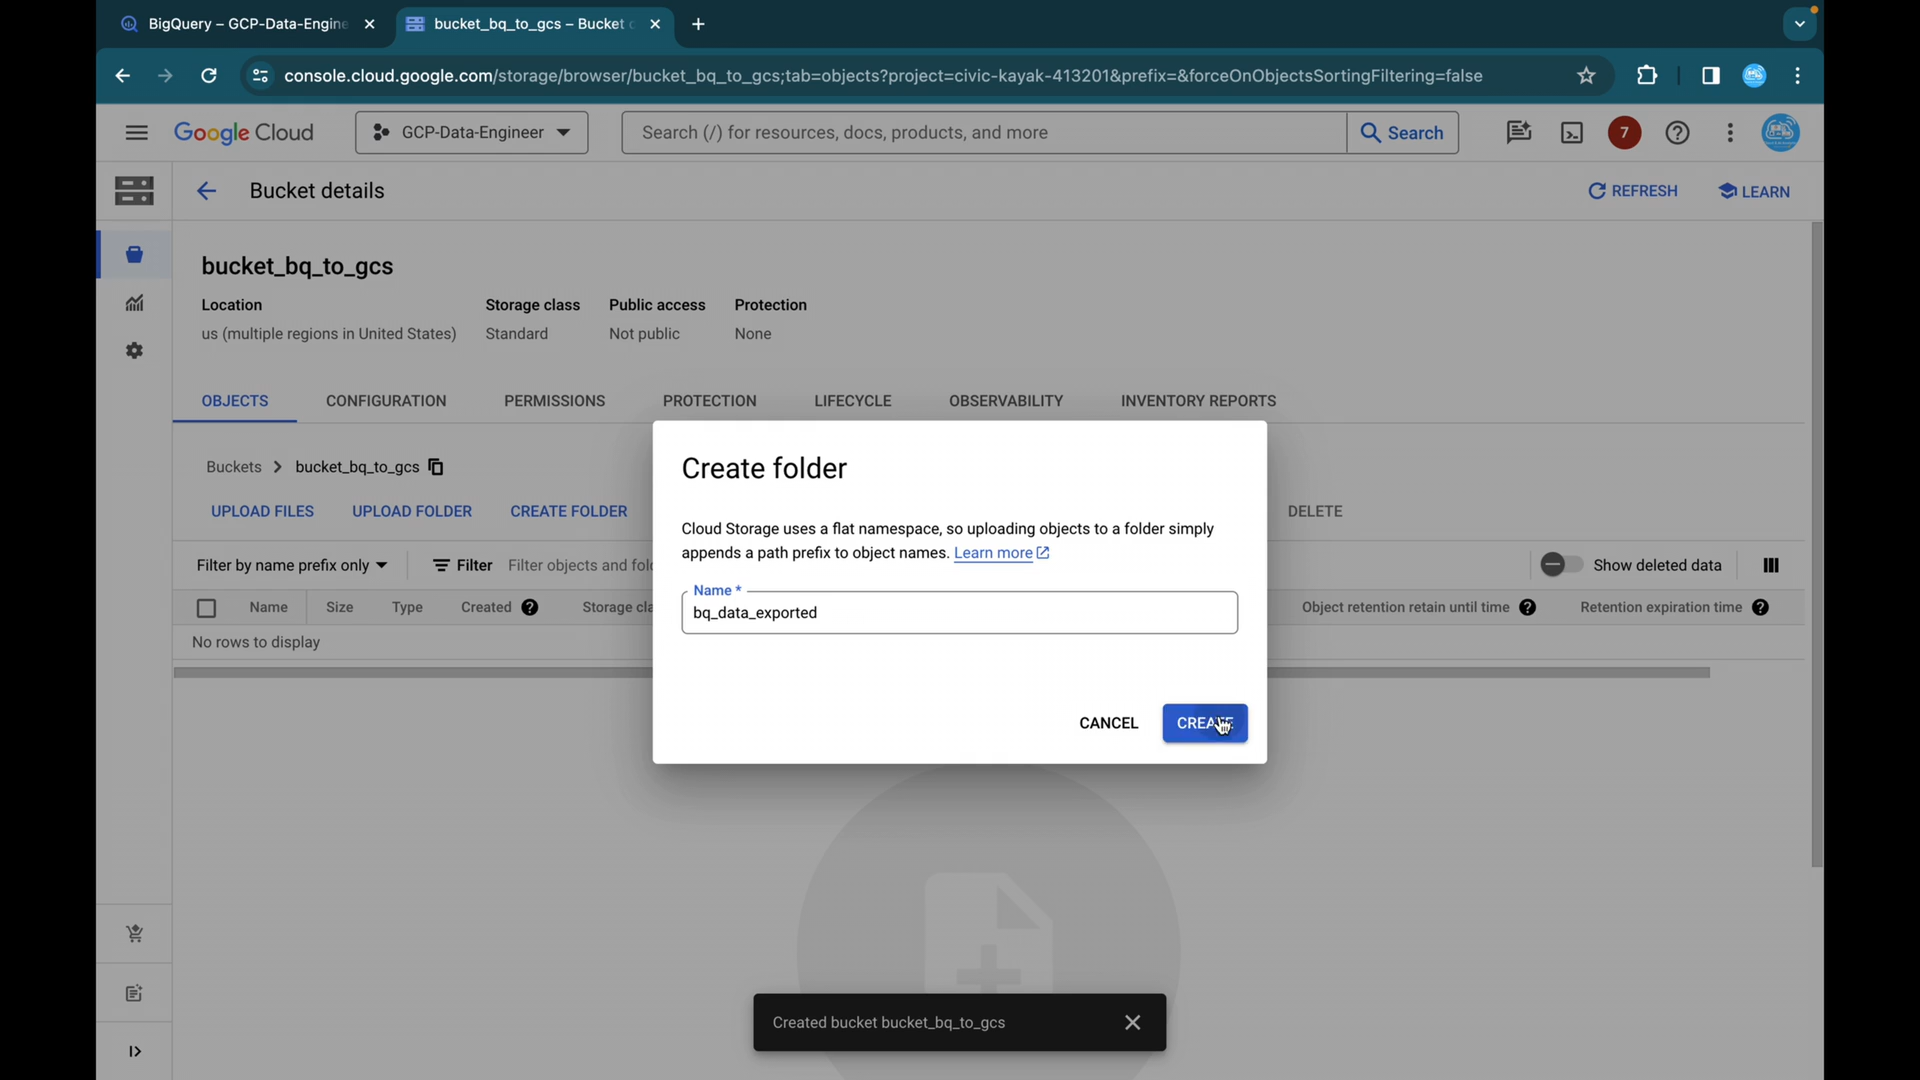 BigQuery – GCP-Data-Engine
bucket_bq_to_gcs – Bucket
console.cloud.google.com/storage/browser/bucket_bq_to_gcs;tab=objects?project=civic-kayak-413201&prefix=&forceOnObjectsSortingFiltering=false
Google Cloud
GCP-Data-Engineer
Search (/) for resources, docs, products, and more
Search
7
Bucket details
REFRESH
LEARN
bucket_bq_to_gcs
Location Storage class Public access Protection
us (multiple regions in United States) Standard Not public None
OBJECTS CONFIGURATION PERMISSIONS PROTECTION LIFECYCLE OBSERVABILITY INVENTORY REPORTS
Buckets > bucket_bq_to_gcs
UPLOAD FILES UPLOAD FOLDER CREATE FOLDER DELETE
Filter by name prefix only Filter Filter objects and fol Show deleted data
Name Size Type Created Storage cla Object retention retain until time Retention expiration time
No rows to display
Create folder
Cloud Storage uses a flat namespace, so uploading objects to a folder simply
appends a path prefix to object names. Learn more
Name *
bq_data_exported
CANCEL CREATE
Created bucket bucket_bq_to_gcs